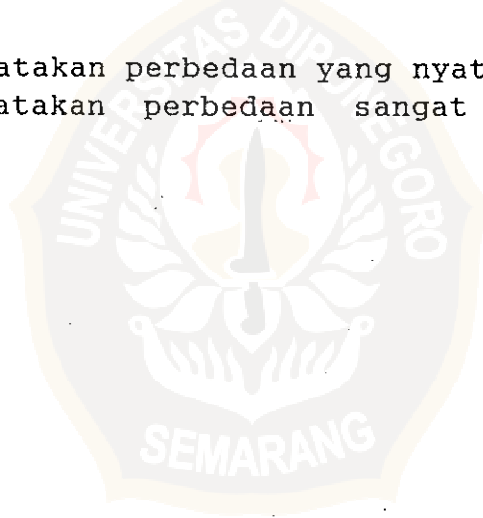 atakan perbedaan yang nyat
atakan perbedaan sangat
UNIVERSITAS DIPONEGORO
SEMARANG